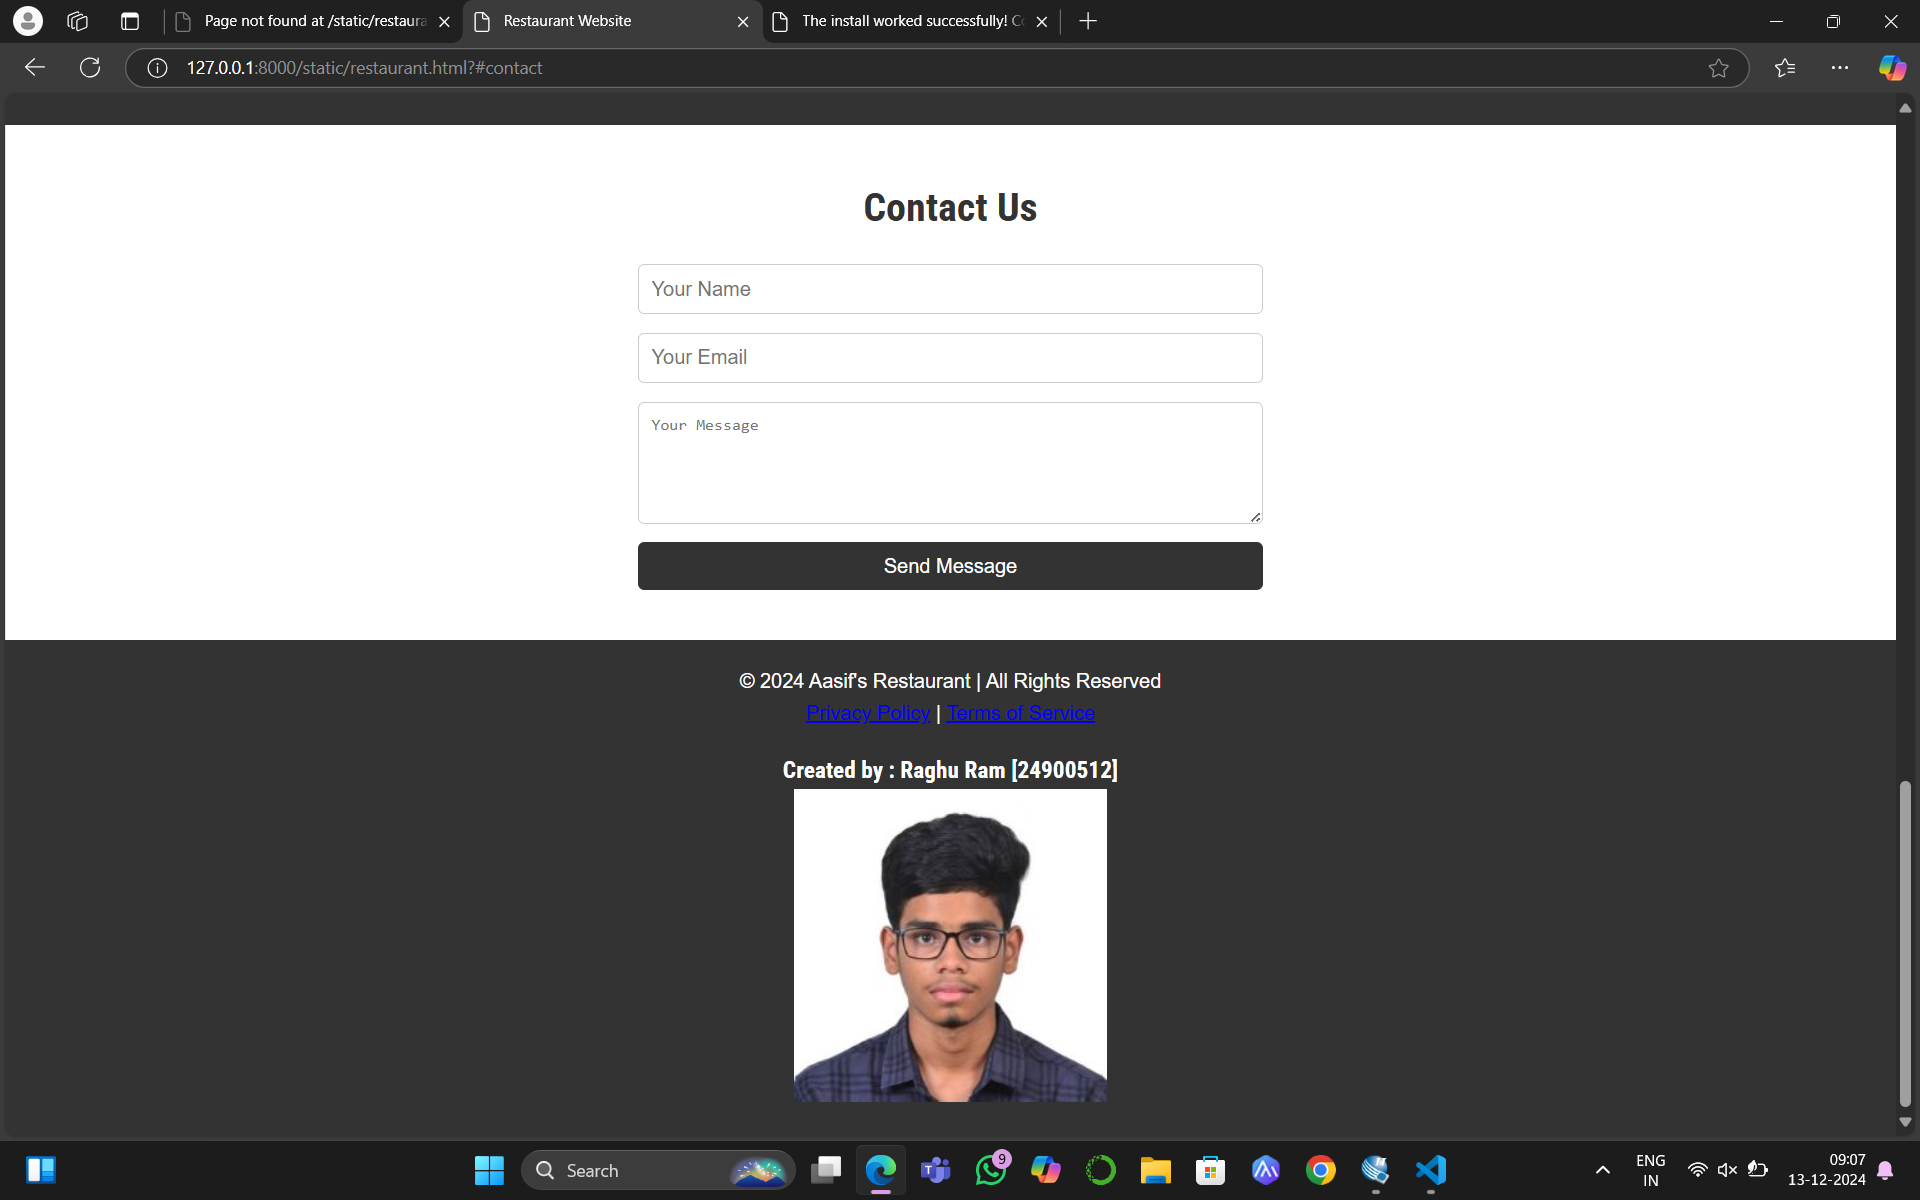 Page not found at /static/restaura
Restaurant Website
The install worked successfully! Co
127.0.0.1:8000/static/restaurant.html?#contact
Contact Us
Your Name
Your Email
Your Message
Send Message
© 2024 Aasif's Restaurant | All Rights Reserved
Privacy Policy | Terms of Service
Created by : Raghu Ram [24900512]
Search
9
ENG
IN
09:07
13-12-2024